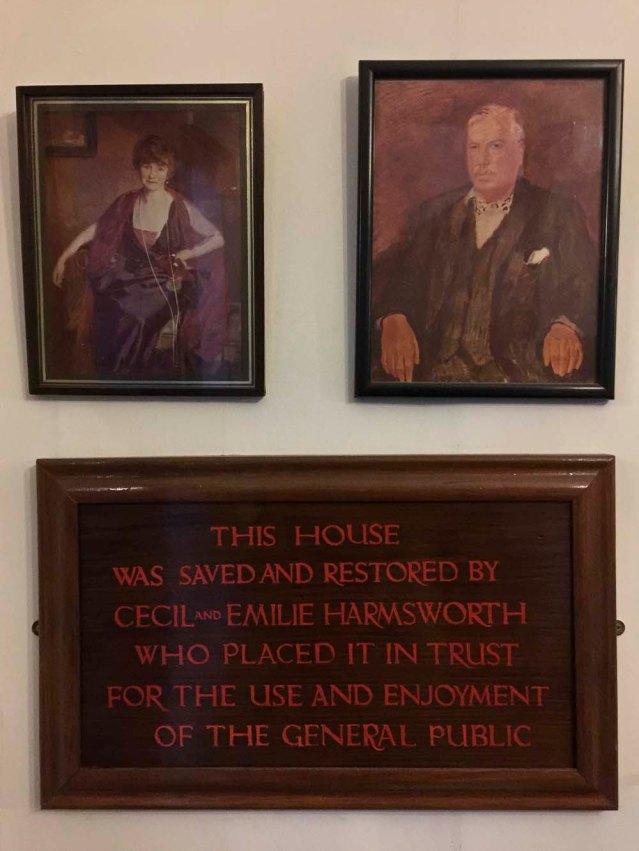 THIS HOUSE
WAS SAVED AND RESTORED BY
CECIL AND EMILIE HARMSWORTH
WHO PLACED IT IN TRUST
FOR THE USE AND ENJOYMENT
OF THE GENERAL PUBLIC